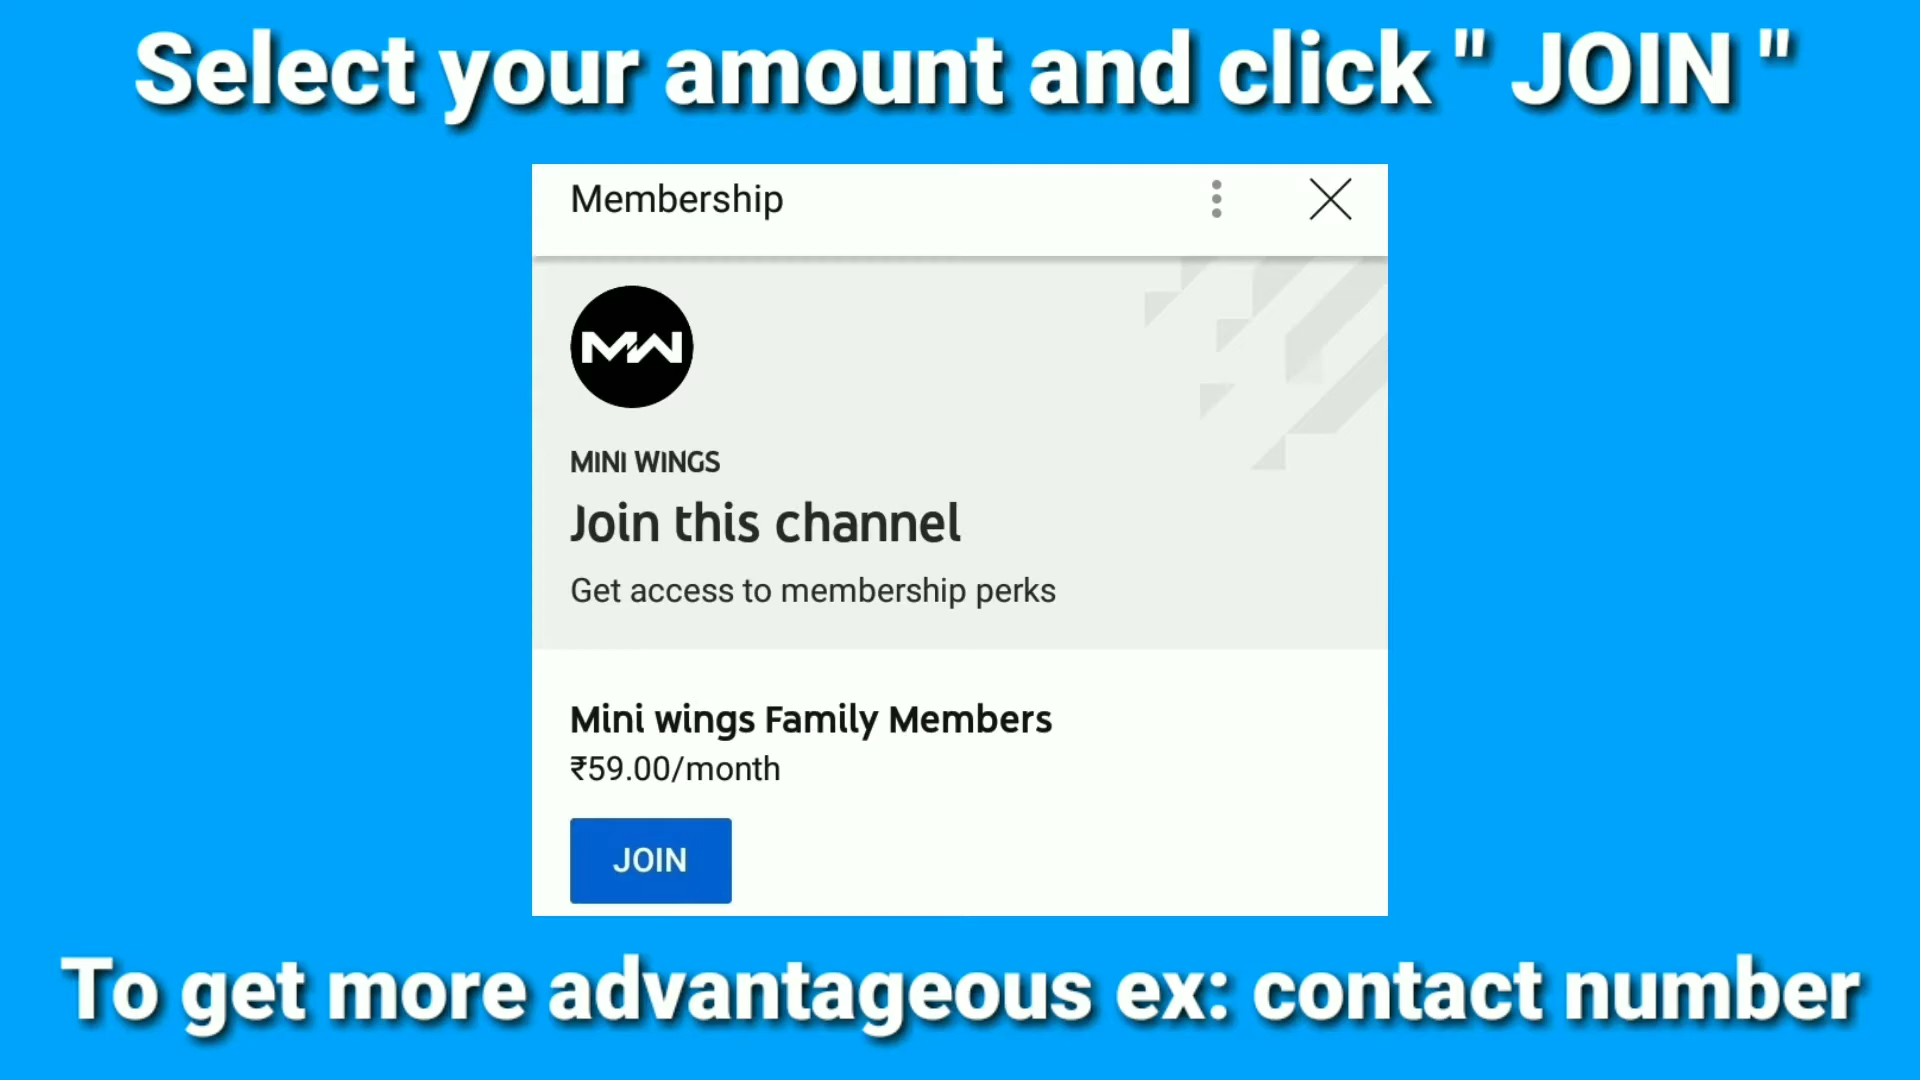 Select your amount and click " JOIN "
Membership
MW
MINI WINGS
Join this channel
Get access to membership perks
Mini wings Family Members
₹59.00/month
JOIN
To get more advantageous ex: contact number